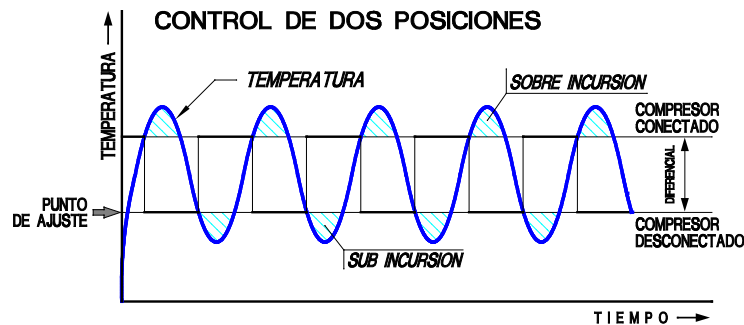 CONTROL DE DOS POSICIONES
TEMPERATURA
TEMPERATURA
SOBRE INCURSION
COMPRESOR
CONECTADO
DIFERENCIAL
PUNTO
DE AJUSTE
COMPRESOR
DESCONECTADO
SUB INCURSION
TIEMPO